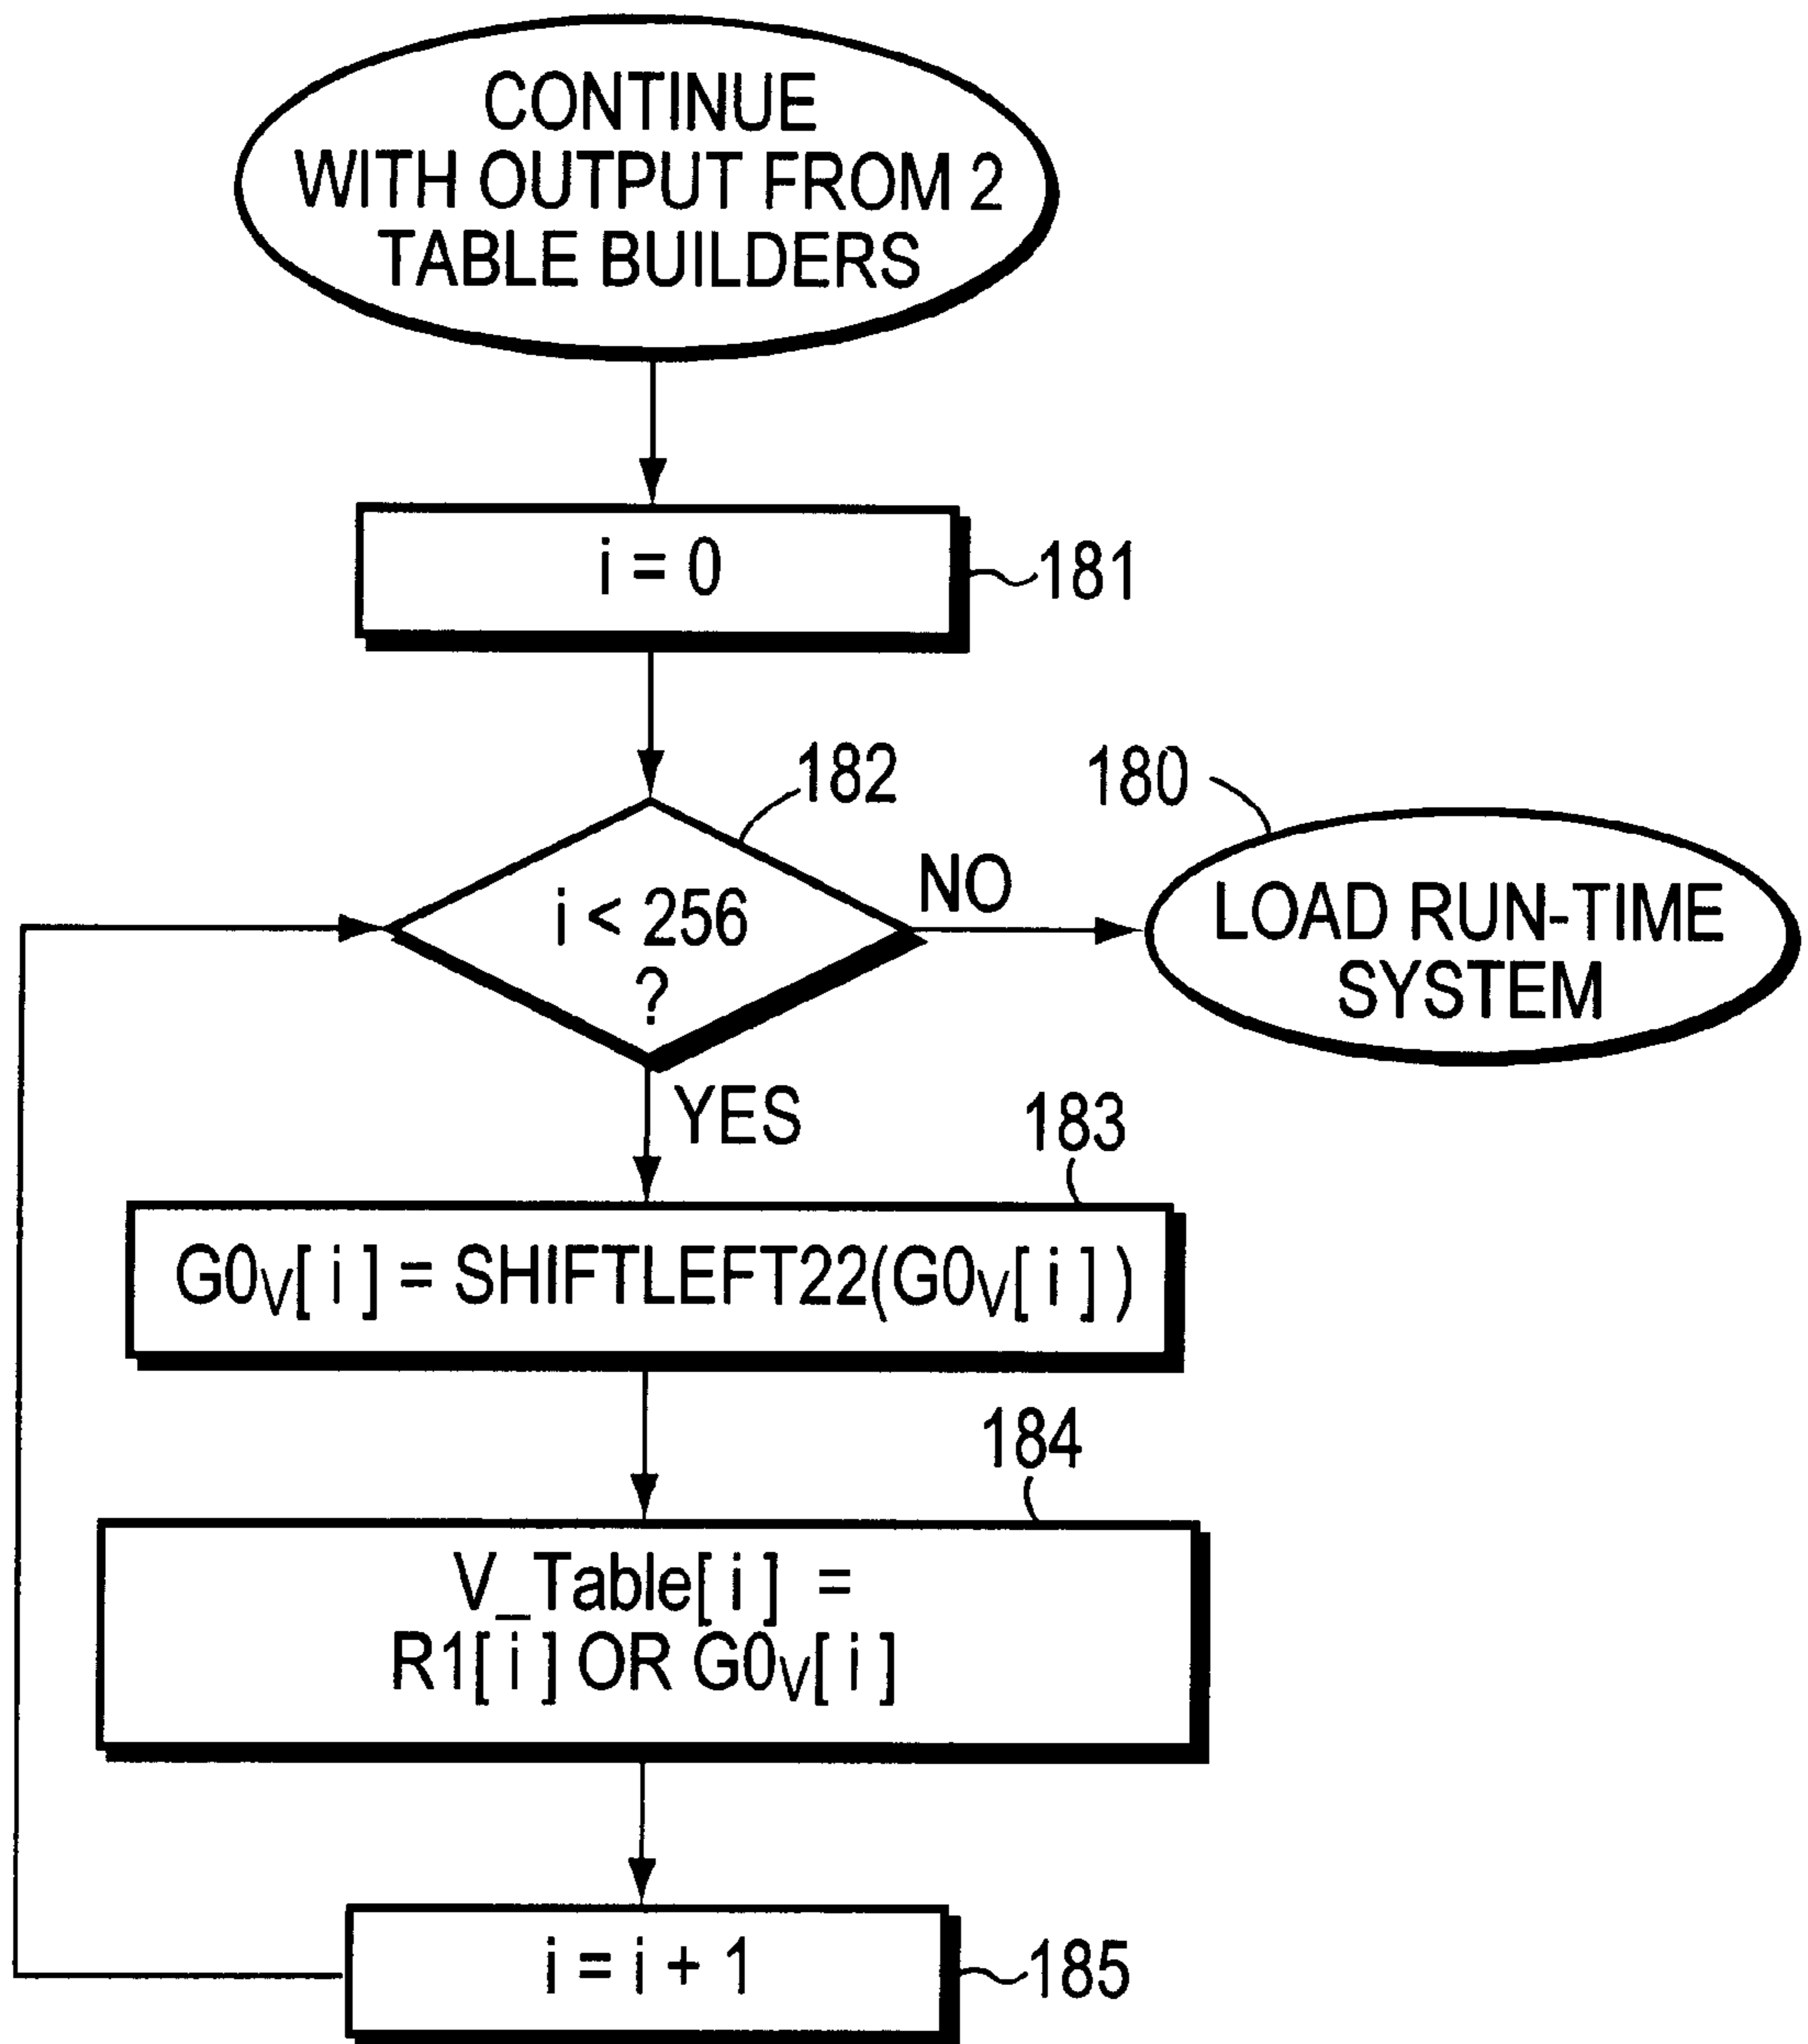 CONTINUE
WITH OUTPUT FROM 2
TABLE BUILDERS
i = 0
181
182
i < 256
?
NO
180
LOAD RUN-TIME
SYSTEM
YES
183
G0V[ i ] = SHIFTLEFT22(G0V[ i ] )
184
V_Table[ i ] =
R1[ i ] OR G0V[ i ]
i = i + 1
185